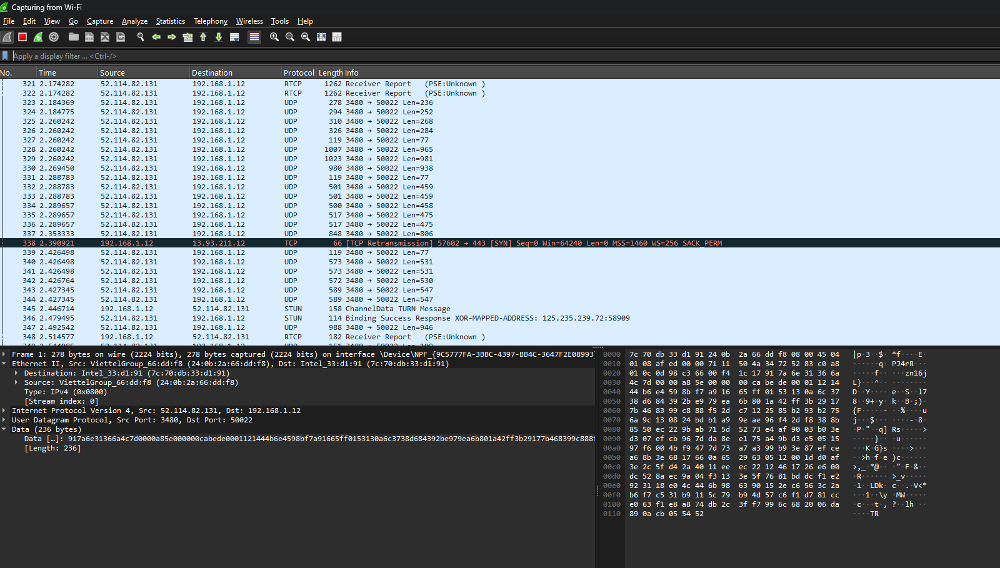 Capturing from Wi-Fi
File Edit View Go Capture Analyze Statistics Telephony Wireless Tools Help
Apply a display filter ... <Ctrl-/>
No. Time Source Destination Protocol Length Info
321 2.174282 52.114.82.131 192.168.1.12 RTCP 1262 Receiver Report (PSE:Unknown )
322 2.174282 52.114.82.131 192.168.1.12 RTCP 1262 Receiver Report (PSE:Unknown )
323 2.184369 52.114.82.131 192.168.1.12 UDP 278 3480 → 50022 Len=236
324 2.184775 52.114.82.131 192.168.1.12 UDP 294 3480 → 50022 Len=252
325 2.260242 52.114.82.131 192.168.1.12 UDP 310 3480 → 50022 Len=268
326 2.260242 52.114.82.131 192.168.1.12 UDP 326 3480 → 50022 Len=284
327 2.260242 52.114.82.131 192.168.1.12 UDP 119 3480 → 50022 Len=77
328 2.260242 52.114.82.131 192.168.1.12 UDP 1007 3480 → 50022 Len=965
329 2.260242 52.114.82.131 192.168.1.12 UDP 1023 3480 → 50022 Len=981
330 2.269450 52.114.82.131 192.168.1.12 UDP 980 3480 → 50022 Len=938
331 2.288783 52.114.82.131 192.168.1.12 UDP 119 3480 → 50022 Len=77
332 2.288783 52.114.82.131 192.168.1.12 UDP 501 3480 → 50022 Len=459
333 2.288783 52.114.82.131 192.168.1.12 UDP 501 3480 → 50022 Len=459
334 2.289657 52.114.82.131 192.168.1.12 UDP 500 3480 → 50022 Len=458
335 2.289657 52.114.82.131 192.168.1.12 UDP 517 3480 → 50022 Len=475
336 2.289657 52.114.82.131 192.168.1.12 UDP 517 3480 → 50022 Len=475
337 2.353333 52.114.82.131 192.168.1.12 UDP 848 3480 → 50022 Len=806
338 2.390921 192.168.1.12 13.93.211.12 TCP 66 [TCP Retransmission] 57602 → 443 [SYN] Seq=0 Win=64240 Len=0 MSS=1460 WS=256 SACK_PERM
339 2.426498 52.114.82.131 192.168.1.12 UDP 119 3480 → 50022 Len=77
340 2.426498 52.114.82.131 192.168.1.12 UDP 573 3480 → 50022 Len=531
341 2.426498 52.114.82.131 192.168.1.12 UDP 573 3480 → 50022 Len=531
342 2.426764 52.114.82.131 192.168.1.12 UDP 572 3480 → 50022 Len=530
343 2.427345 52.114.82.131 192.168.1.12 UDP 589 3480 → 50022 Len=547
344 2.427345 52.114.82.131 192.168.1.12 UDP 589 3480 → 50022 Len=547
345 2.446714 192.168.1.12 52.114.82.131 STUN 158 ChannelData TURN Message
346 2.479495 52.114.82.131 192.168.1.12 STUN 114 Binding Success Response XOR-MAPPED-ADDRESS: 125.235.239.72:58909
347 2.492542 52.114.82.131 192.168.1.12 UDP 988 3480 → 50022 Len=946
348 2.514577 192.168.1.12 52.114.82.131 RTCP 182 Receiver Report (PSE:Unknown )
Frame 1: 278 bytes on wire (2224 bits), 278 bytes captured (2224 bits) on interface \Device\NPF_{9C5777FA-3BBC-4397-BB4C-3647F2E08993
Ethernet II, Src: ViettelGroup_66:dd:f8 (24:0b:2a:66:dd:f8), Dst: Intel_33:d1:91 (7c:70:db:33:d1:91)
Destination: Intel_33:d1:91 (7c:70:db:33:d1:91)
Source: ViettelGroup_66:dd:f8 (24:0b:2a:66:dd:f8)
Type: IPv4 (0x0800)
[Stream index: 0]
Internet Protocol Version 4, Src: 52.114.82.131, Dst: 192.168.1.12
User Datagram Protocol, Src Port: 3480, Dst Port: 50022
Data (236 bytes)
Data […]: 917a6e31366a4c7d0000a85e000000cabede0001121444b6e4598bf7a91665ff0153130a6c3738d684392be979ea6b801a42ff3b29177b468399c888f
[Length: 236]
0000 7c 70 db 33 d1 91 24 0b 2a 66 dd f8 08 00 45 04 |p·3··$· *f····E·
0010 01 08 af ed 00 00 71 11 50 4a 34 72 52 83 c0 a8 ······q· PJ4rR···
0020 01 0c 0d 98 c3 66 00 f4 1c 17 91 7a 6e 31 36 6a ·····f·· ···zn16j
0030 4c 7d 00 00 a8 5e 00 00 00 ca be de 00 01 12 14 L}···^·· ········
0040 44 b6 e4 59 8b f7 a9 16 65 ff 01 53 13 0a 6c 37 D··Y···· e··S··l7
0050 38 d6 84 39 2b e9 79 ea 6b 80 1a 42 ff 3b 29 17 8··9+·y· k··B·;)·
0060 7b 46 83 99 c8 88 f5 2d c7 12 25 85 b2 93 b2 75 {F·····- ··%····u
0070 6a 9c 13 08 24 bd b1 a9 9e ae 96 f4 2d f8 38 8b j···$··· ····-·8·
0080 85 50 ec 22 9b ab 71 5d 52 73 e4 af 90 03 b0 3e ·P·"··q] Rs·····>
0090 d3 07 ef cb 96 7d da 8e e1 75 a4 9b d3 e5 05 15 ·····}·· ·u······
00a0 97 f6 00 4b f9 47 7d 73 a7 a3 99 b9 3e 87 ef ce ···K·G}s ····>···
00b0 a6 8b 3e 68 17 66 0a 65 29 63 05 12 00 1d d0 af ··>h·f·e )c······
00c0 3e 2c 5f d4 2a 40 11 ee ec 22 12 46 17 26 e6 00 >,_·*@·· ·"·F·&··
00d0 dc 52 8a ec 9a 04 f3 13 3e 5f 76 81 bd dc f1 e2 ·R······ >_v·····
00e0 92 31 18 e0 4c 44 6b 98 63 90 15 2e c6 56 3c 2a ·1··LDk· c··.·V<*
00f0 b6 f7 c5 31 b9 11 5c 79 b9 4d 57 c6 f1 d7 81 cc ···1··\y ·MW·····
0100 e0 63 f1 e8 a8 74 db 2c 3f f7 99 6c 68 20 06 da ·c···t·, ?··lh ··
0110 89 0a cb 05 54 52 ····TR